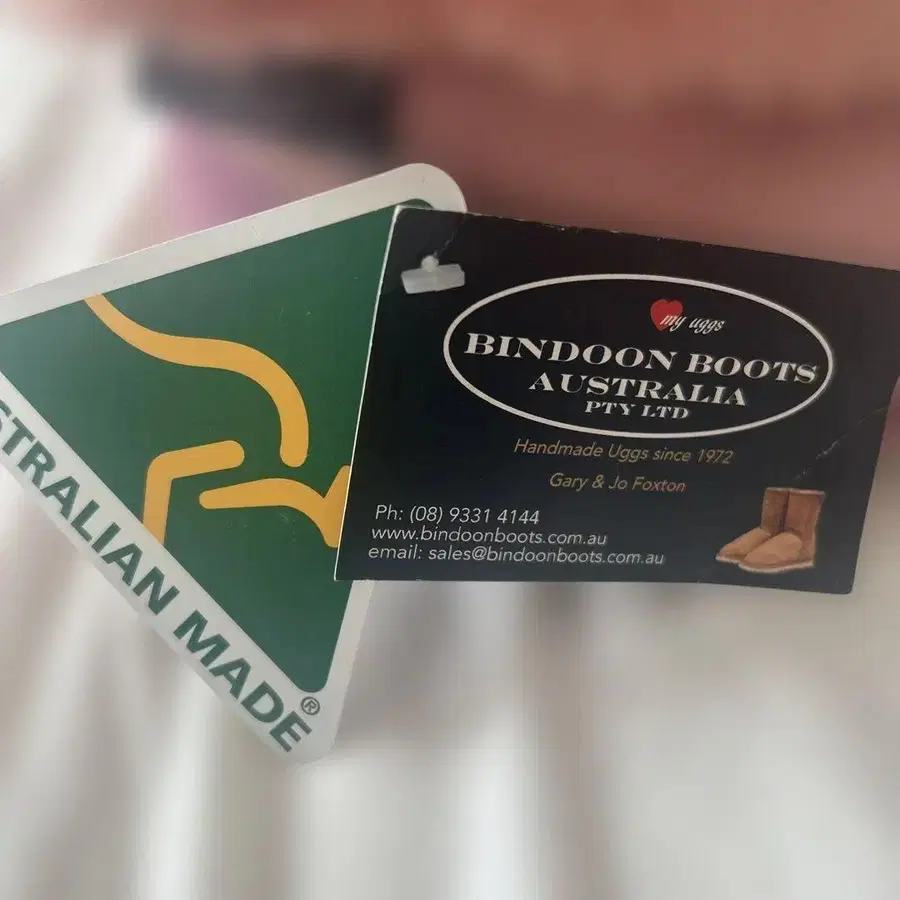 STRALIAN MADE®
my uggs
BINDOON BOOTS
AUSTRALIA
PTY LTD
Handmade Uggs since 1972
Gary & Jo Foxton
Ph: (08) 9331 4144
www.bindoonboots.com.au
email: sales@bindoonboots.com.au